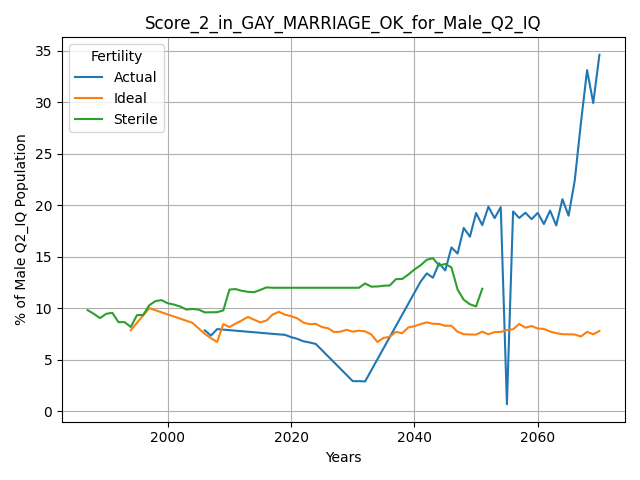 Score_2_in_GAY_MARRIAGE_OK_for_Male_Q2_IQ
Fertility
Actual
Ideal
Sterile
% of Male Q2_IQ Population
35
30
25
20
15
10
5
0
2000 2020 2040 2060
Years